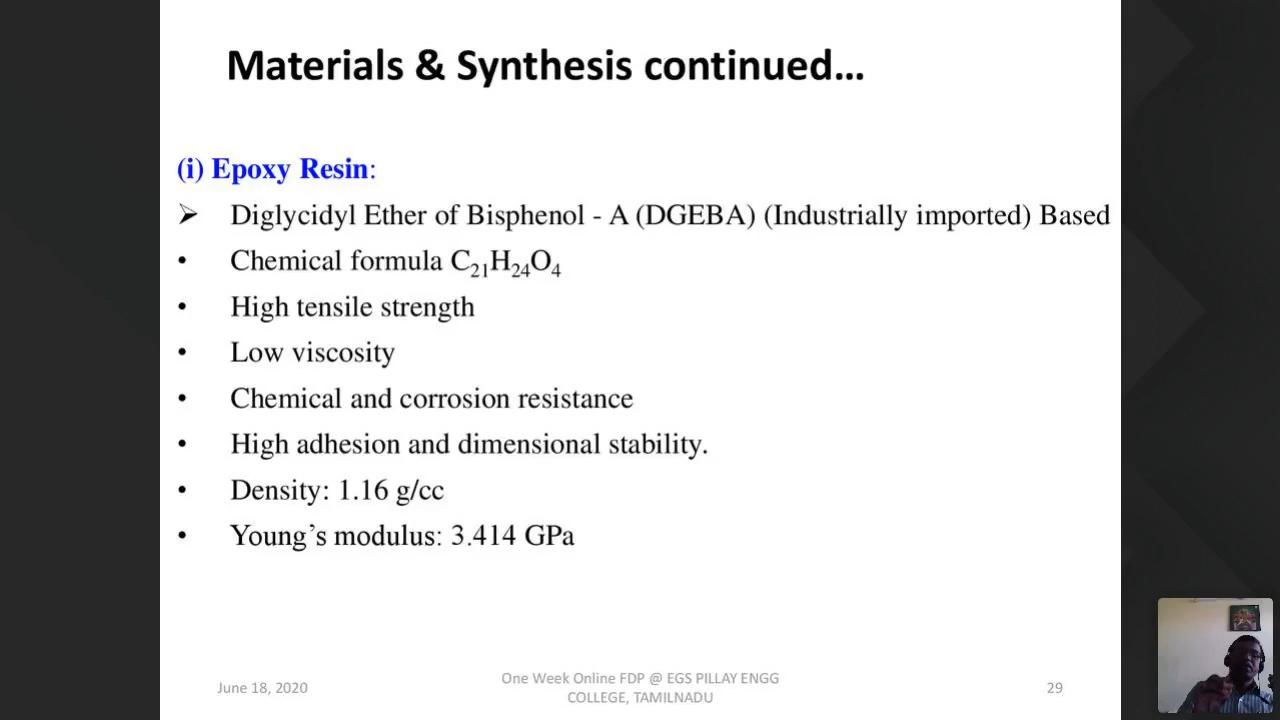 Materials & Synthesis continued…
(i) Epoxy Resin:
➢ Diglycidyl Ether of Bisphenol - A (DGEBA) (Industrially imported) Based
• Chemical formula C₂₁H₂₄O₄
• High tensile strength
• Low viscosity
• Chemical and corrosion resistance
• High adhesion and dimensional stability.
• Density: 1.16 g/cc
• Young’s modulus: 3.414 GPa
June 18, 2020
One Week Online FDP @ EGS PILLAY ENGG
COLLEGE, TAMILNADU
29